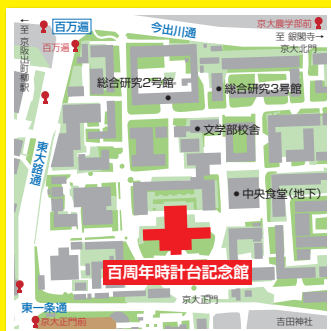 ←至 京阪出町柳駅
百万遍
百万遍
今出川通
京大農学部前
至 銀閣寺→
京大北門
総合研究2号館
総合研究3号館
文学部校舎
東大路通
中央食堂(地下)
百周年時計台記念館
京大正門
東一条通
京大正門前
吉田神社